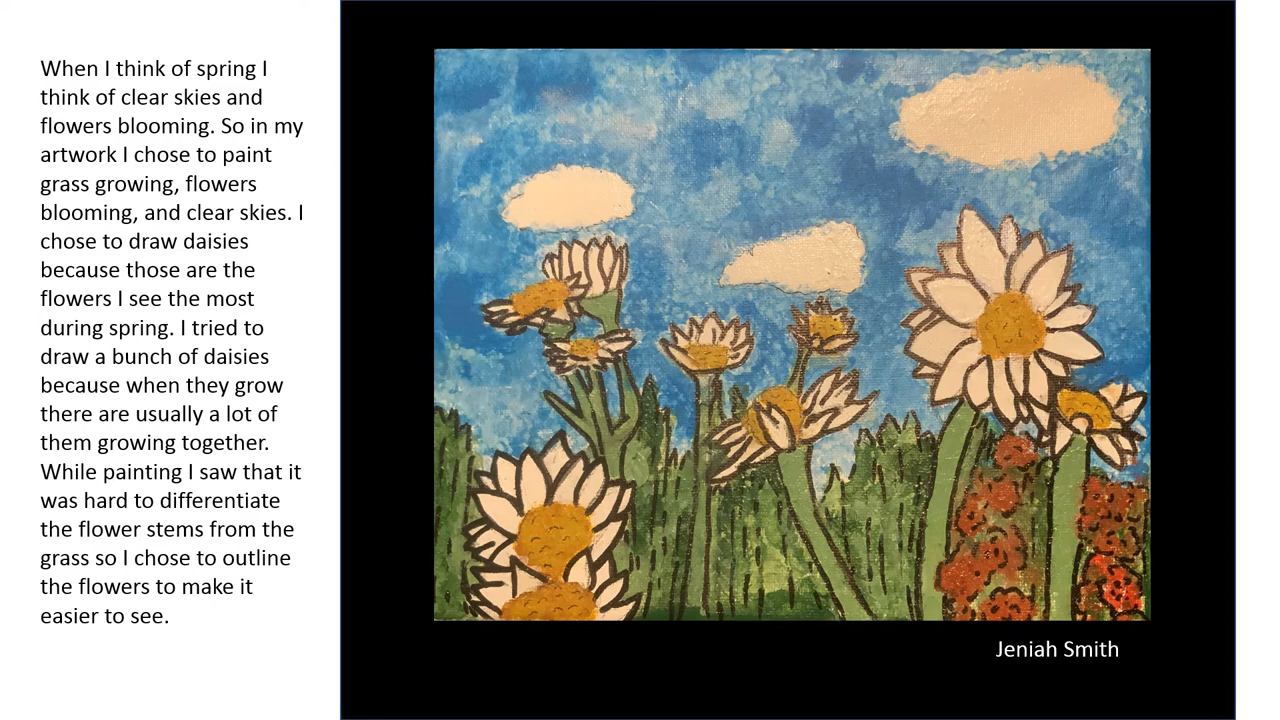 When I think of spring I
think of clear skies and
flowers blooming. So in my
artwork I chose to paint
grass growing, flowers
blooming, and clear skies. I
chose to draw daisies
because those are the
flowers I see the most
during spring. I tried to
draw a bunch of daisies
because when they grow
there are usually a lot of
them growing together.
While painting I saw that it
was hard to differentiate
the flower stems from the
grass so I chose to outline
the flowers to make it
easier to see.
Jeniah Smith